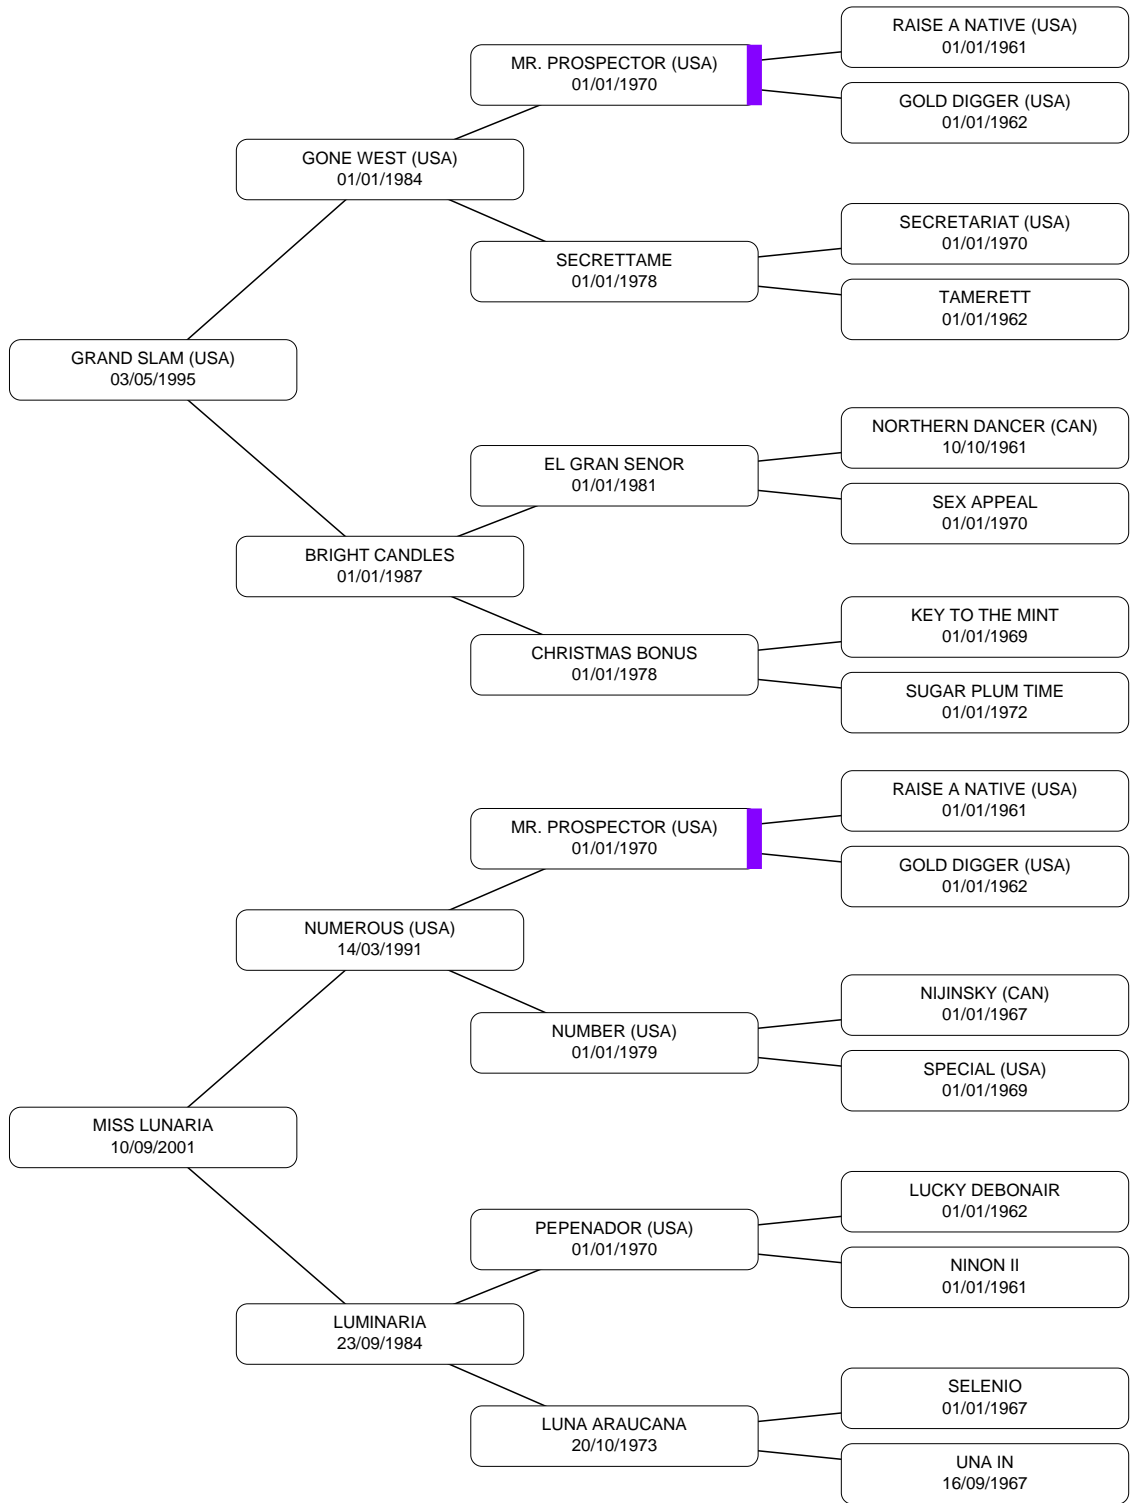 RAISE A NATIVE (USA)
01/01/1961
MR. PROSPECTOR (USA)
01/01/1970
GOLD DIGGER (USA)
01/01/1962
GONE WEST (USA)
01/01/1984
SECRETARIAT (USA)
01/01/1970
SECRETTAME
01/01/1978
TAMERETT
01/01/1962
GRAND SLAM (USA)
03/05/1995
NORTHERN DANCER (CAN)
10/10/1961
EL GRAN SENOR
01/01/1981
SEX APPEAL
01/01/1970
BRIGHT CANDLES
01/01/1987
KEY TO THE MINT
01/01/1969
CHRISTMAS BONUS
01/01/1978
SUGAR PLUM TIME
01/01/1972
RAISE A NATIVE (USA)
01/01/1961
MR. PROSPECTOR (USA)
01/01/1970
GOLD DIGGER (USA)
01/01/1962
NUMEROUS (USA)
14/03/1991
NIJINSKY (CAN)
01/01/1967
NUMBER (USA)
01/01/1979
SPECIAL (USA)
01/01/1969
MISS LUNARIA
10/09/2001
LUCKY DEBONAIR
01/01/1962
PEPENADOR (USA)
01/01/1970
NINON II
01/01/1961
LUMINARIA
23/09/1984
SELENIO
01/01/1967
LUNA ARAUCANA
20/10/1973
UNA IN
16/09/1967